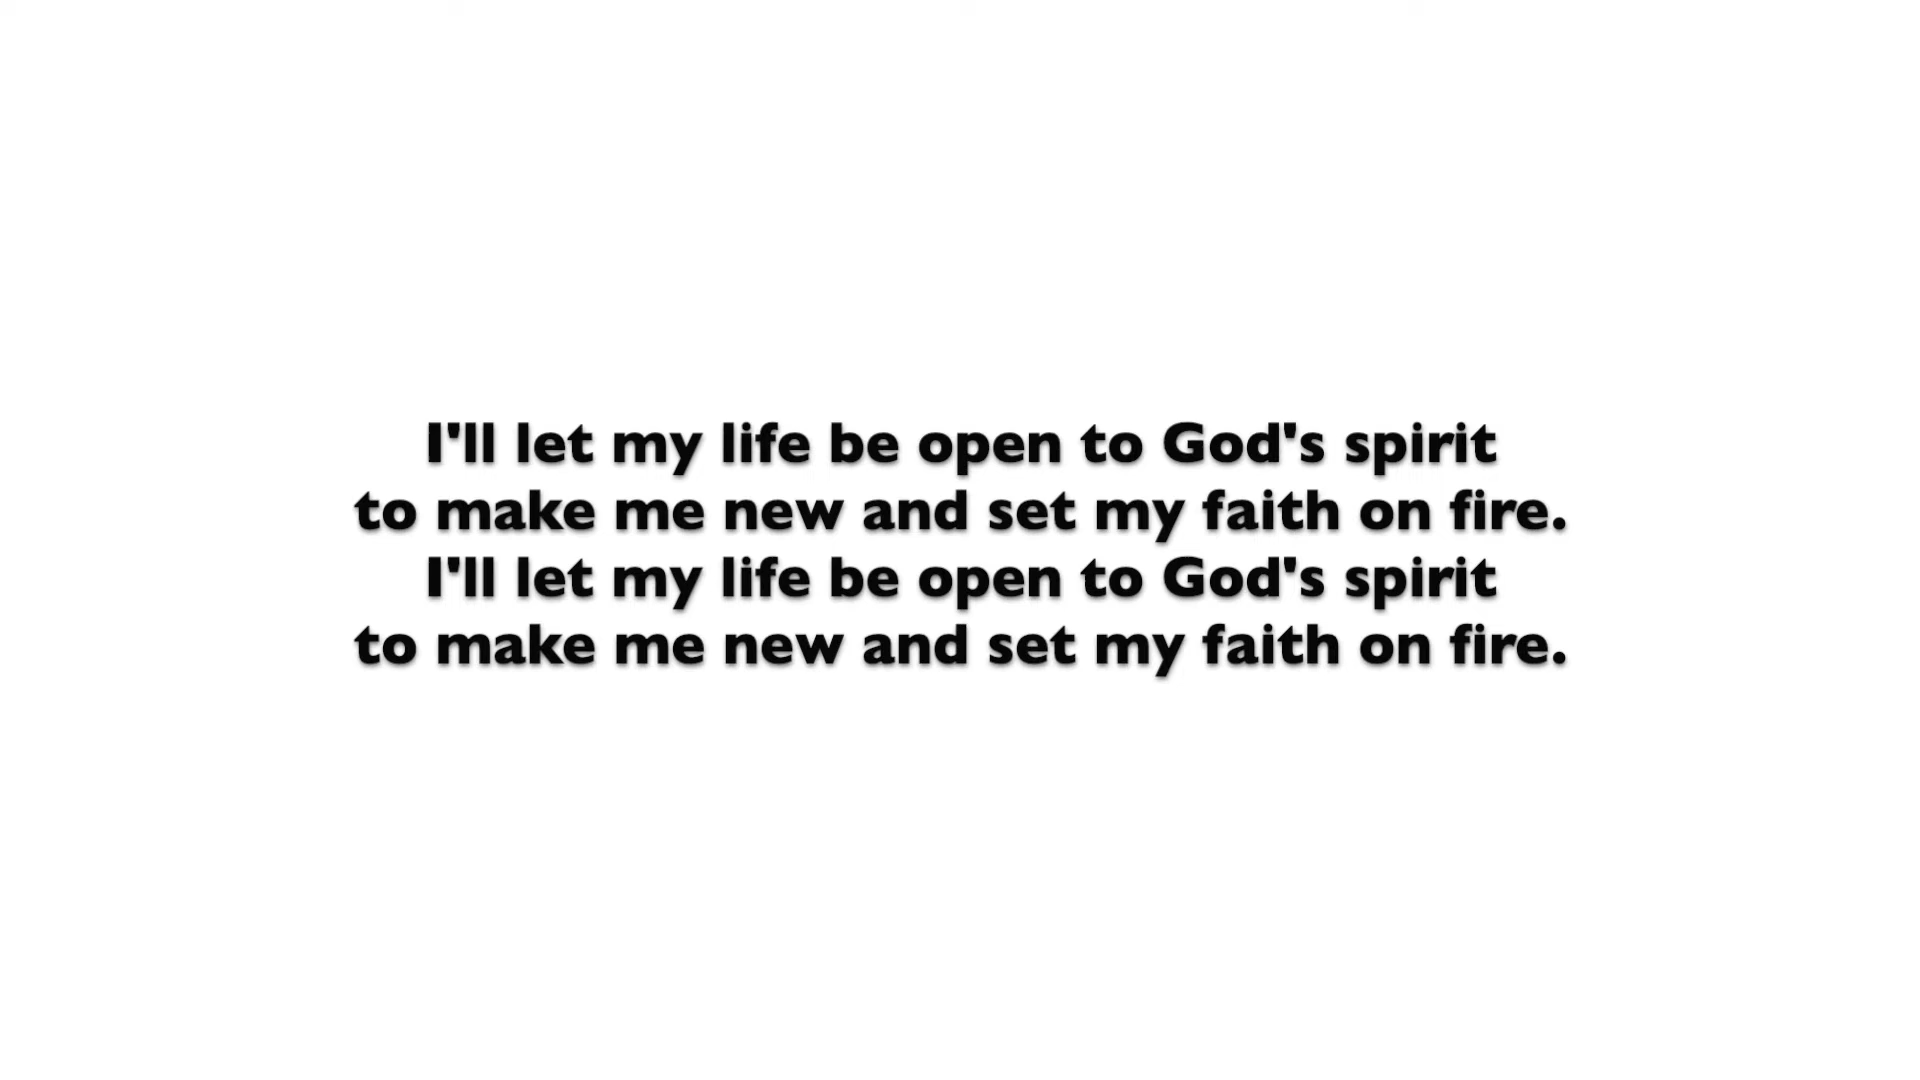 I'll let my life be open to God's spirit
to make me new and set my faith on fire.
I'll let my life be open to God's spirit
to make me new and set my faith on fire.